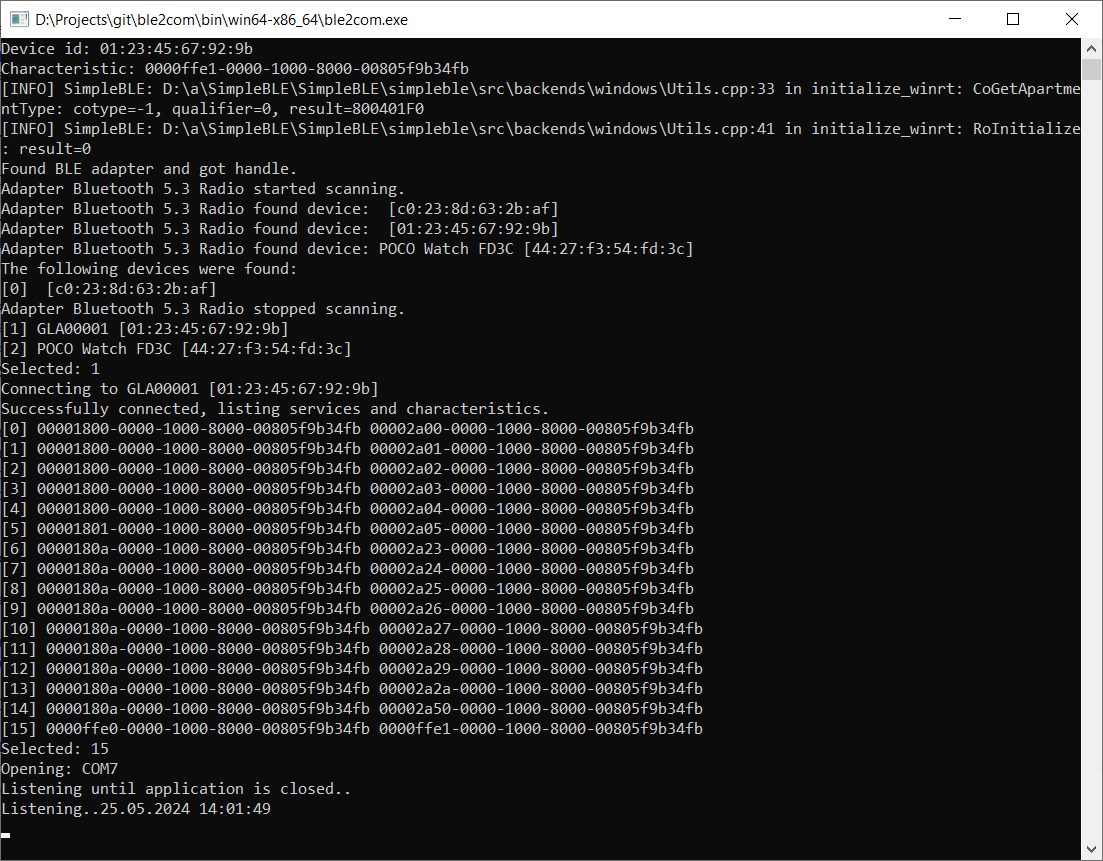 D:\Projects\git\ble2com\bin\win64-x86_64\ble2com.exe
Device id: 01:23:45:67:92:9b
Characteristic: 0000ffe1-0000-1000-8000-00805f9b34fb
[INFO] SimpleBLE: D:\a\SimpleBLE\SimpleBLE\simpleble\src\backends\windows\Utils.cpp:33 in initialize_winrt: CoGetApartme
ntType: cotype=-1, qualifier=0, result=800401F0
[INFO] SimpleBLE: D:\a\SimpleBLE\SimpleBLE\simpleble\src\backends\windows\Utils.cpp:41 in initialize_winrt: RoInitialize
: result=0
Found BLE adapter and got handle.
Adapter Bluetooth 5.3 Radio started scanning.
Adapter Bluetooth 5.3 Radio found device:  [c0:23:8d:63:2b:af]
Adapter Bluetooth 5.3 Radio found device:  [01:23:45:67:92:9b]
Adapter Bluetooth 5.3 Radio found device: POCO Watch FD3C [44:27:f3:54:fd:3c]
The following devices were found:
[0]  [c0:23:8d:63:2b:af]
Adapter Bluetooth 5.3 Radio stopped scanning.
[1] GLA00001 [01:23:45:67:92:9b]
[2] POCO Watch FD3C [44:27:f3:54:fd:3c]
Selected: 1
Connecting to GLA00001 [01:23:45:67:92:9b]
Successfully connected, listing services and characteristics.
[0] 00001800-0000-1000-8000-00805f9b34fb 00002a00-0000-1000-8000-00805f9b34fb
[1] 00001800-0000-1000-8000-00805f9b34fb 00002a01-0000-1000-8000-00805f9b34fb
[2] 00001800-0000-1000-8000-00805f9b34fb 00002a02-0000-1000-8000-00805f9b34fb
[3] 00001800-0000-1000-8000-00805f9b34fb 00002a03-0000-1000-8000-00805f9b34fb
[4] 00001800-0000-1000-8000-00805f9b34fb 00002a04-0000-1000-8000-00805f9b34fb
[5] 00001801-0000-1000-8000-00805f9b34fb 00002a05-0000-1000-8000-00805f9b34fb
[6] 0000180a-0000-1000-8000-00805f9b34fb 00002a23-0000-1000-8000-00805f9b34fb
[7] 0000180a-0000-1000-8000-00805f9b34fb 00002a24-0000-1000-8000-00805f9b34fb
[8] 0000180a-0000-1000-8000-00805f9b34fb 00002a25-0000-1000-8000-00805f9b34fb
[9] 0000180a-0000-1000-8000-00805f9b34fb 00002a26-0000-1000-8000-00805f9b34fb
[10] 0000180a-0000-1000-8000-00805f9b34fb 00002a27-0000-1000-8000-00805f9b34fb
[11] 0000180a-0000-1000-8000-00805f9b34fb 00002a28-0000-1000-8000-00805f9b34fb
[12] 0000180a-0000-1000-8000-00805f9b34fb 00002a29-0000-1000-8000-00805f9b34fb
[13] 0000180a-0000-1000-8000-00805f9b34fb 00002a2a-0000-1000-8000-00805f9b34fb
[14] 0000180a-0000-1000-8000-00805f9b34fb 00002a50-0000-1000-8000-00805f9b34fb
[15] 0000ffe0-0000-1000-8000-00805f9b34fb 0000ffe1-0000-1000-8000-00805f9b34fb
Selected: 15
Opening: COM7
Listening until application is closed..
Listening..25.05.2024 14:01:49